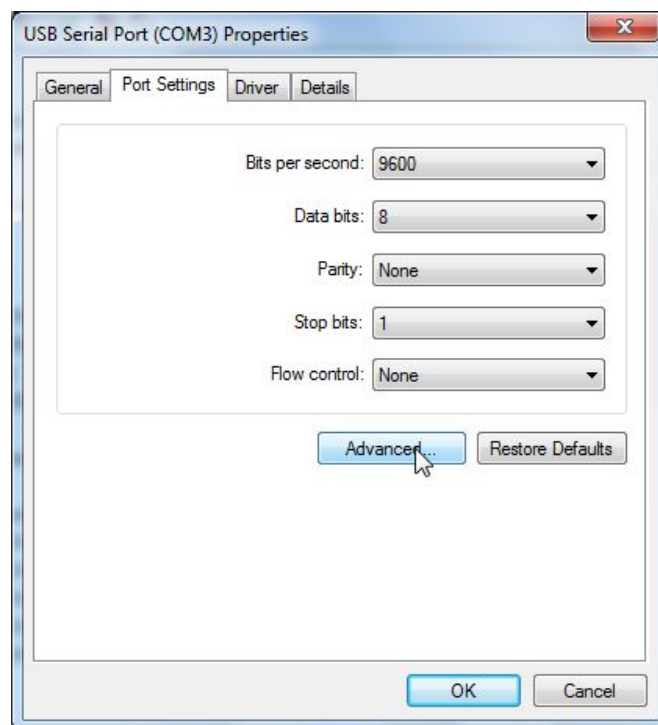 USB Serial Port (COM3) Properties
General Port Settings Driver Details
Bits per second: 9600
Data bits: 8
Parity: None
Stop bits: 1
Flow control: None
Advanced... Restore Defaults
OK Cancel